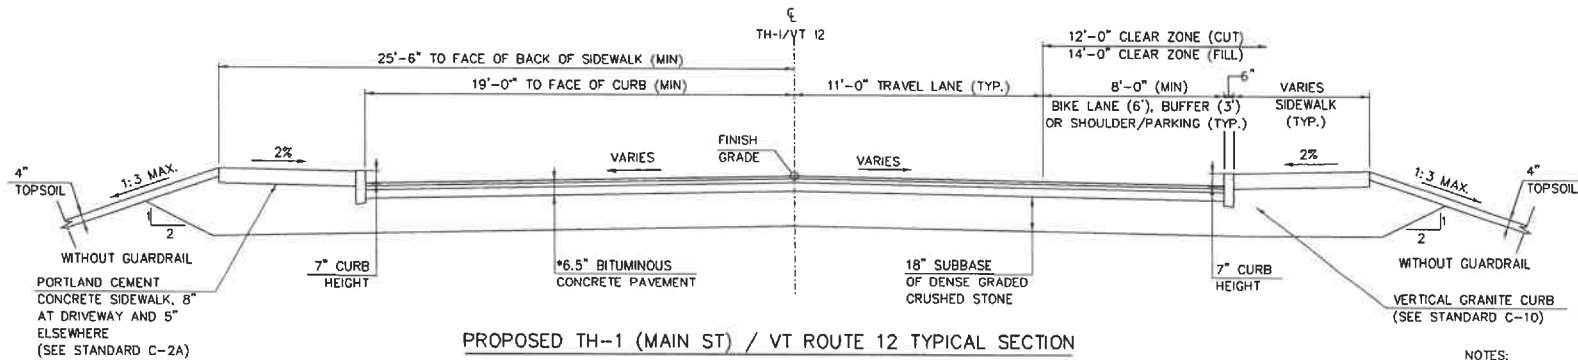 ℄
TH-1/VT 12
12'-0" CLEAR ZONE (CUT)
14'-0" CLEAR ZONE (FILL)
25'-6" TO FACE OF BACK OF SIDEWALK (MIN)
6"
19'-0" TO FACE OF CURB (MIN)
11'-0" TRAVEL LANE (TYP.)
8'-0" (MIN)
BIKE LANE (6'), BUFFER (3')
OR SHOULDER/PARKING (TYP.)
VARIES
SIDEWALK
(TYP.)
FINISH
GRADE
2%
VARIES
VARIES
2%
4"
TOPSOIL
1:3 MAX.
1:3 MAX.
4"
TOPSOIL
1
2
1
2
WITHOUT GUARDRAIL
WITHOUT GUARDRAIL
7" CURB
HEIGHT
*6.5" BITUMINOUS
CONCRETE PAVEMENT
18" SUBBASE
OF DENSE GRADED
CRUSHED STONE
7" CURB
HEIGHT
PORTLAND CEMENT
CONCRETE SIDEWALK, 8"
AT DRIVEWAY AND 5"
ELSEWHERE
(SEE STANDARD C-2A)
VERTICAL GRANITE CURB
(SEE STANDARD C-10)
PROPOSED TH-1 (MAIN ST) / VT ROUTE 12 TYPICAL SECTION
NOTES: